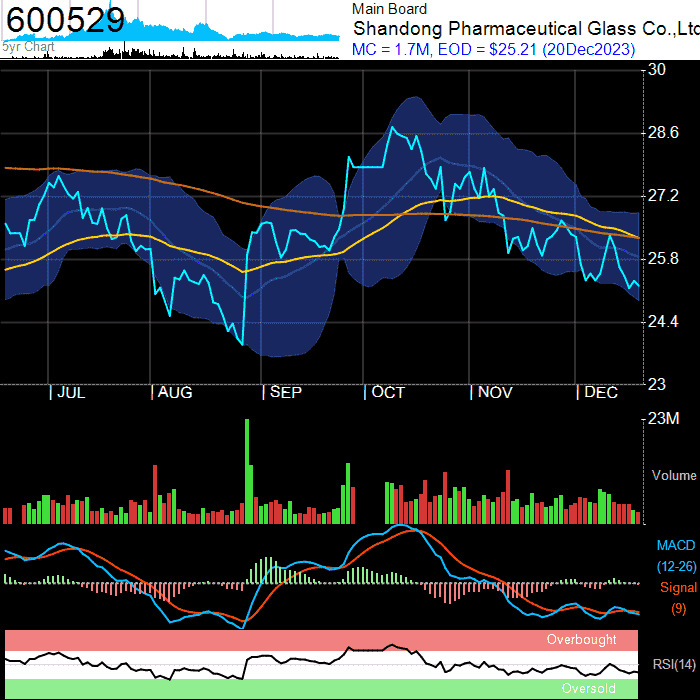 600529
5yr Chart
Main Board
Shandong Pharmaceutical Glass Co.,Ltd
MC = 1.7M, EOD = $25.21 (20Dec2023)
30
28.6
27.2
25.8
24.4
23
| JUL | AUG | SEP | OCT | NOV | DEC
23M
Volume
MACD
(12-26)
Signal
(9)
Overbought
RSI(14)
Oversold